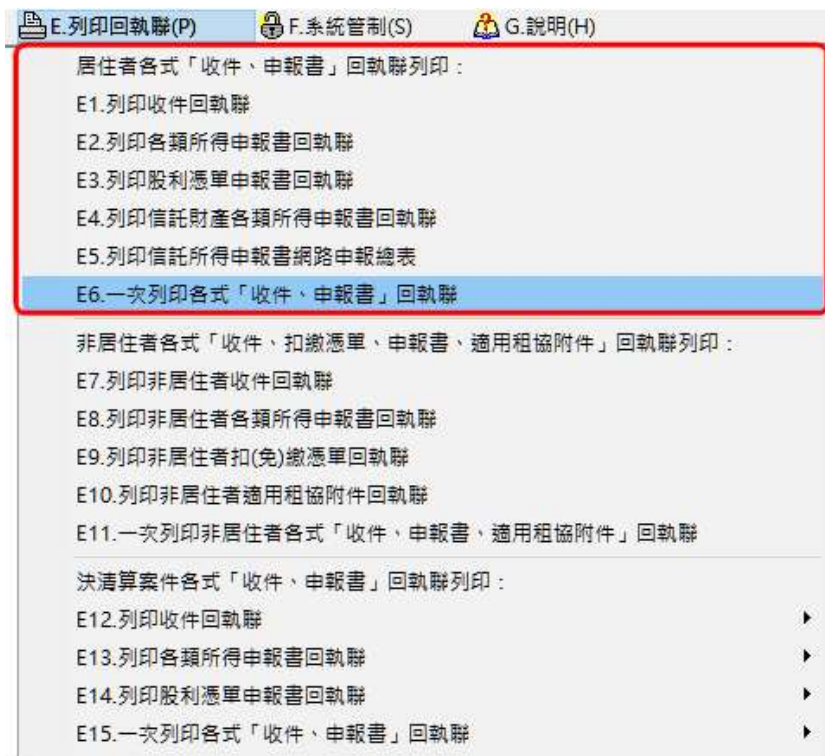 E.列印回執聯(P) F.系統管制(S) G.說明(H)
居住者各式「收件、申報書」回執聯列印：
E1.列印收件回執聯
E2.列印各類所得申報書回執聯
E3.列印股利憑單申報書回執聯
E4.列印信託財產各類所得申報書回執聯
E5.列印信託所得申報書網路申報總表
E6.一次列印各式「收件、申報書」回執聯
非居住者各式「收件、扣繳憑單、申報書、適用租協附件」回執聯列印：
E7.列印非居住者收件回執聯
E8.列印非居住者各類所得申報書回執聯
E9.列印非居住者扣(免)繳憑單回執聯
E10.列印非居住者適用租協附件回執聯
E11.一次列印非居住者各式「收件、申報書、適用租協附件」回執聯
決清算案件各式「收件、申報書」回執聯列印：
E12.列印收件回執聯
E13.列印各類所得申報書回執聯
E14.列印股利憑單申報書回執聯
E15.一次列印各式「收件、申報書」回執聯